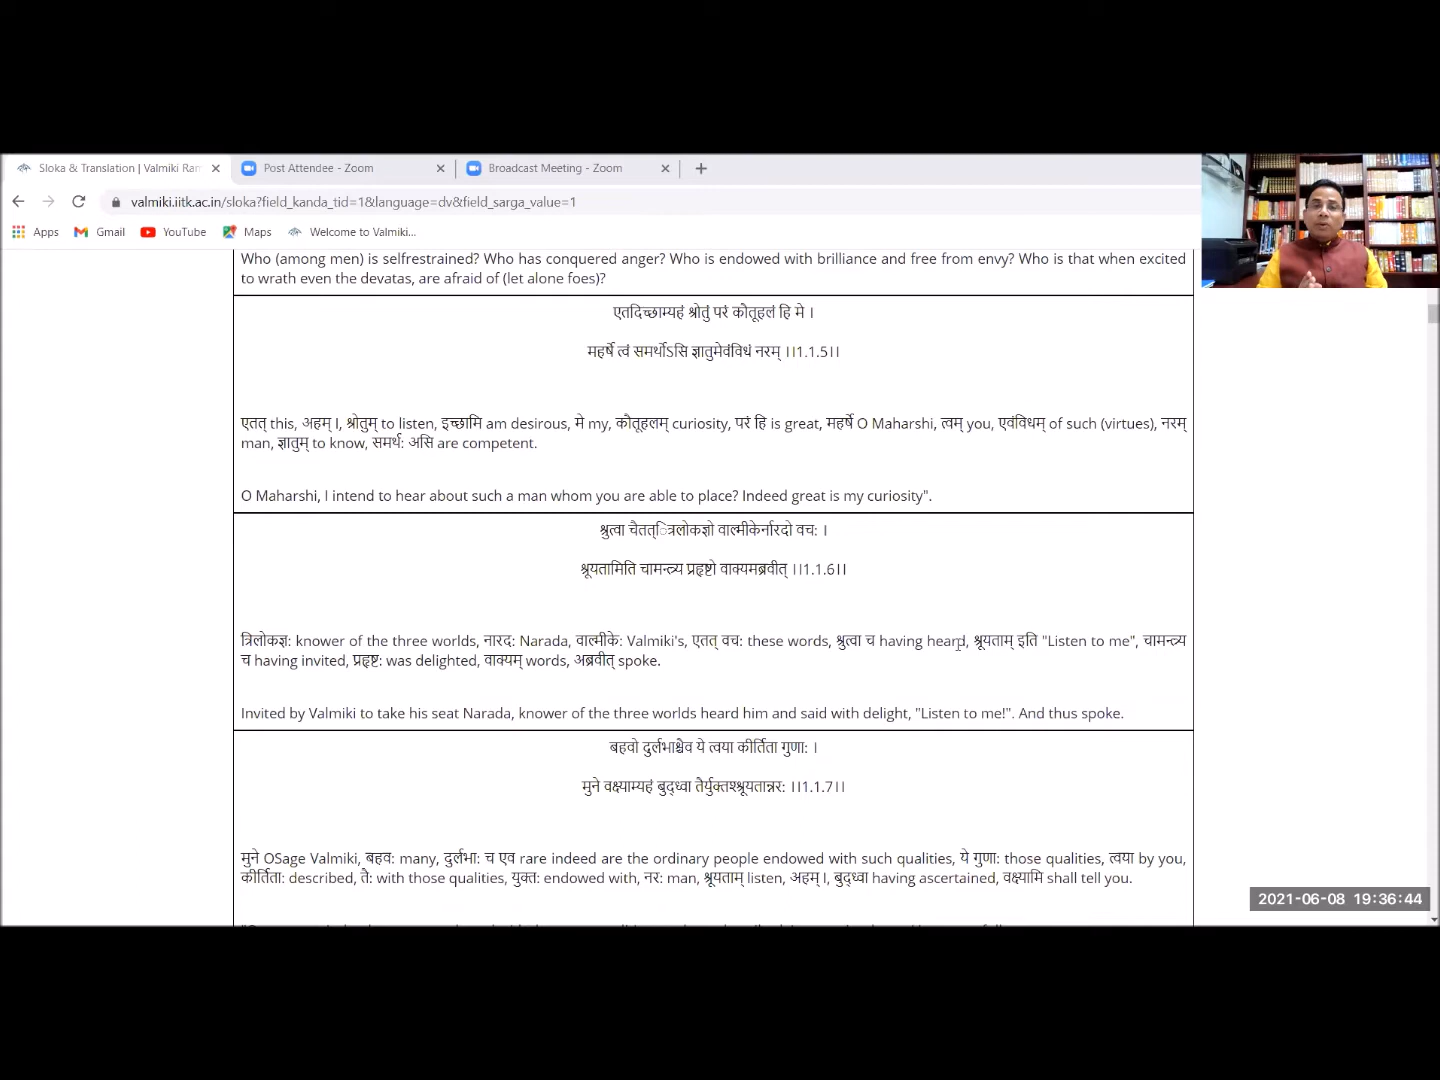 Sloka & Translation | Valmiki Ram
Post Attendee - Zoom
Broadcast Meeting - Zoom
valmiki.iitk.ac.in/sloka?field_kanda_tid=1&language=dv&field_sarga_value=1
Apps Gmail YouTube Maps Welcome to Valmiki...
Who (among men) is selfrestrained? Who has conquered anger? Who is endowed with brilliance and free from envy? Who is that when excited
to wrath even the devatas, are afraid of (let alone foes)?
एतदिच्छाम्यहं श्रोतुं परं कौतूहलं हि मे ।
महर्षे त्वं समर्थोऽसि ज्ञातुमेवंविधं नरम् ।।1.1.5।।
एतत् this, अहम् I, श्रोतुम् to listen, इच्छामि am desirous, मे my, कौतूहलम् curiosity, परं हि is great, महर्षे O Maharshi, त्वम् you, एवंविधम् of such (virtues), नरम्
man, ज्ञातुम् to know, समर्थ: असि are competent.
O Maharshi, I intend to hear about such a man whom you are able to place? Indeed great is my curiosity".
श्रुत्वा चैतत्ित्रलोकज्ञो वाल्मीकेर्नारदो वच: ।
श्रूयतामिति चामन्त्र्य प्रहृष्टो वाक्यमब्रवीत् ।।1.1.6।।
त्रिलोकज्ञ: knower of the three worlds, नारद: Narada, वाल्मीके: Valmiki's, एतत् वच: these words, श्रुत्वा च having heard, श्रूयताम् इति "Listen to me", चामन्त्र्य
च having invited, प्रहृष्ट: was delighted, वाक्यम् words, अब्रवीत् spoke.
Invited by Valmiki to take his seat Narada, knower of the three worlds heard him and said with delight, "Listen to me!". And thus spoke.
बहवो दुर्लभाश्चैव ये त्वया कीर्तिता गुणा: ।
मुने वक्ष्याम्यहं बुद्ध्वा तैर्युक्तश्श्रूयतान्नर: ।।1.1.7।।
मुने OSage Valmiki, बहव: many, दुर्लभा: च एव rare indeed are the ordinary people endowed with such qualities, ये गुणा: those qualities, त्वया by you,
कीर्तिता: described, तै: with those qualities, युक्त: endowed with, नर: man, श्रूयताम् listen, अहम् I, बुद्ध्वा having ascertained, वक्ष्यामि shall tell you.
2021-06-08 19:36:44